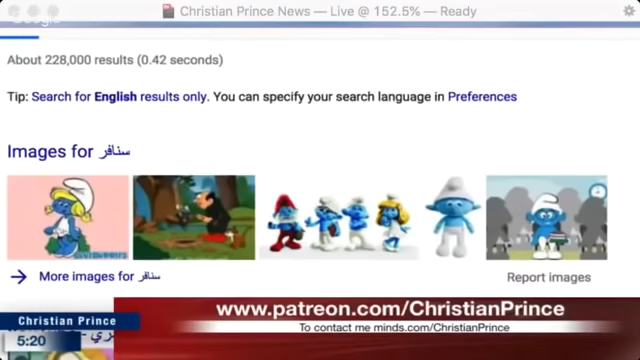 Christian Prince News — Live @ 152.5% — Ready
Google
About 228,000 results (0.42 seconds)
Tip: Search for English results only. You can specify your search language in Preferences
Images for سنافر
More images for سنافر
Report images
www.patreon.com/ChristianPrince
To contact me minds.com/ChristianPrince
Christian Prince
5:20